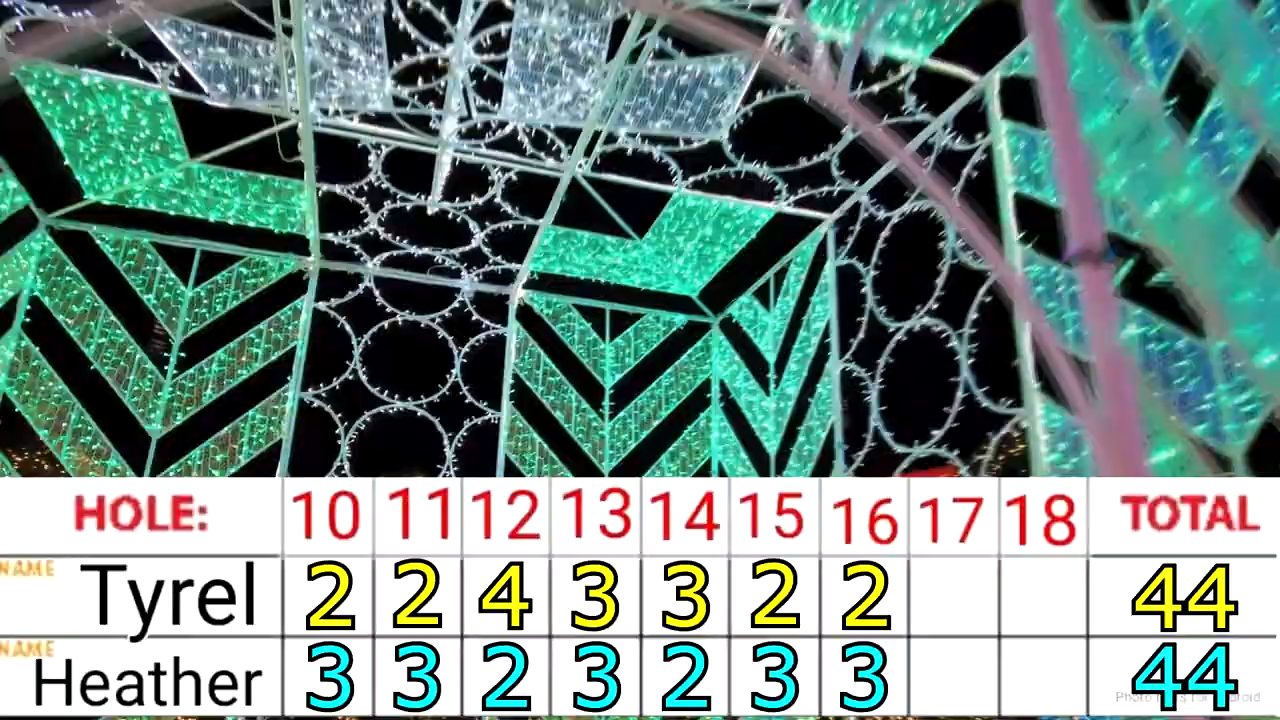 HOLE: 10 11 12 13 14 15 16 17 18 TOTAL
NAME Tyrel 2 2 4 3 3 2 2 44
NAME Heather 3 3 2 3 2 3 3 44